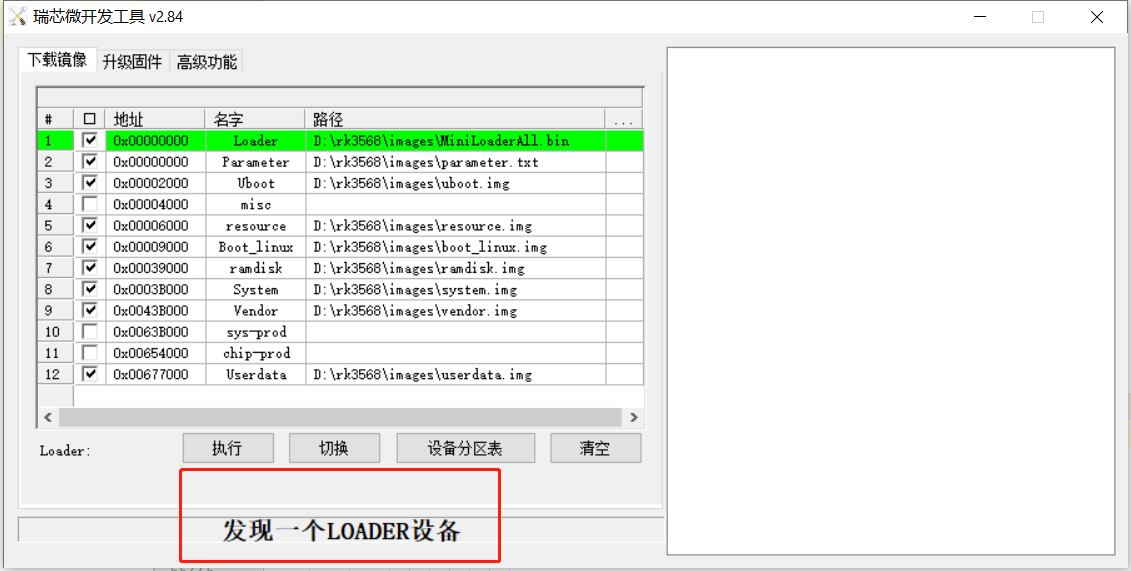 瑞芯微开发工具 v2.84
下载镜像 升级固件 高级功能
# 地址 名字 路径 ...
1 0x00000000 Loader D:\rk3568\images\MiniLoaderAll.bin
2 0x00000000 Parameter D:\rk3568\images\parameter.txt
3 0x00002000 Uboot D:\rk3568\images\uboot.img
4 0x00004000 misc
5 0x00006000 resource D:\rk3568\images\resource.img
6 0x00009000 Boot_linux D:\rk3568\images\boot_linux.img
7 0x00039000 ramdisk D:\rk3568\images\ramdisk.img
8 0x0003B000 System D:\rk3568\images\system.img
9 0x0043B000 Vendor D:\rk3568\images\vendor.img
10 0x0063B000 sys-prod
11 0x00654000 chip-prod
12 0x00677000 Userdata D:\rk3568\images\userdata.img
Loader: 执行 切换 设备分区表 清空
发现一个LOADER设备